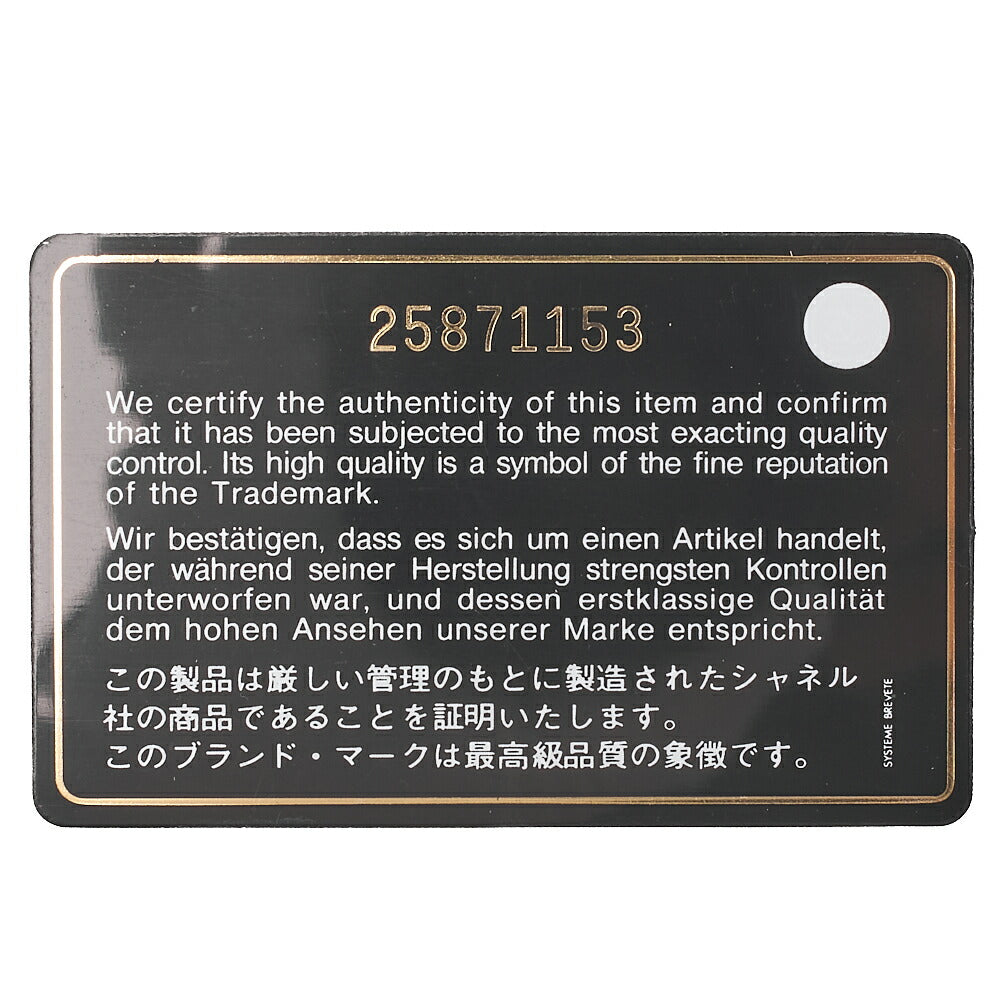 25871153
We certify the authenticity of this item and confirm
that it has been subjected to the most exacting quality
control. Its high quality is a symbol of the fine reputation
of the Trademark.
Wir bestätigen, dass es sich um einen Artikel handelt,
der während seiner Herstellung strengsten Kontrollen
unterworfen war, und dessen erstklassige Qualität
dem hohen Ansehen unserer Marke entspricht.
この製品は厳しい管理のもとに製造されたシャネル
社の商品であることを証明いたします。
このブランド・マークは最高級品質の象徴です。
SYSTEME BREVETE